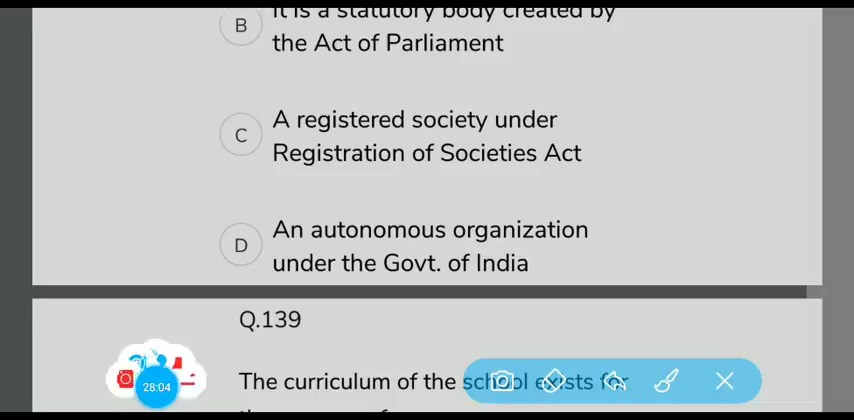 B
It is a statutory body created by
the Act of Parliament
C
A registered society under
Registration of Societies Act
D
An autonomous organization
under the Govt. of India
Q.139
The curriculum of the school exists for
28:04